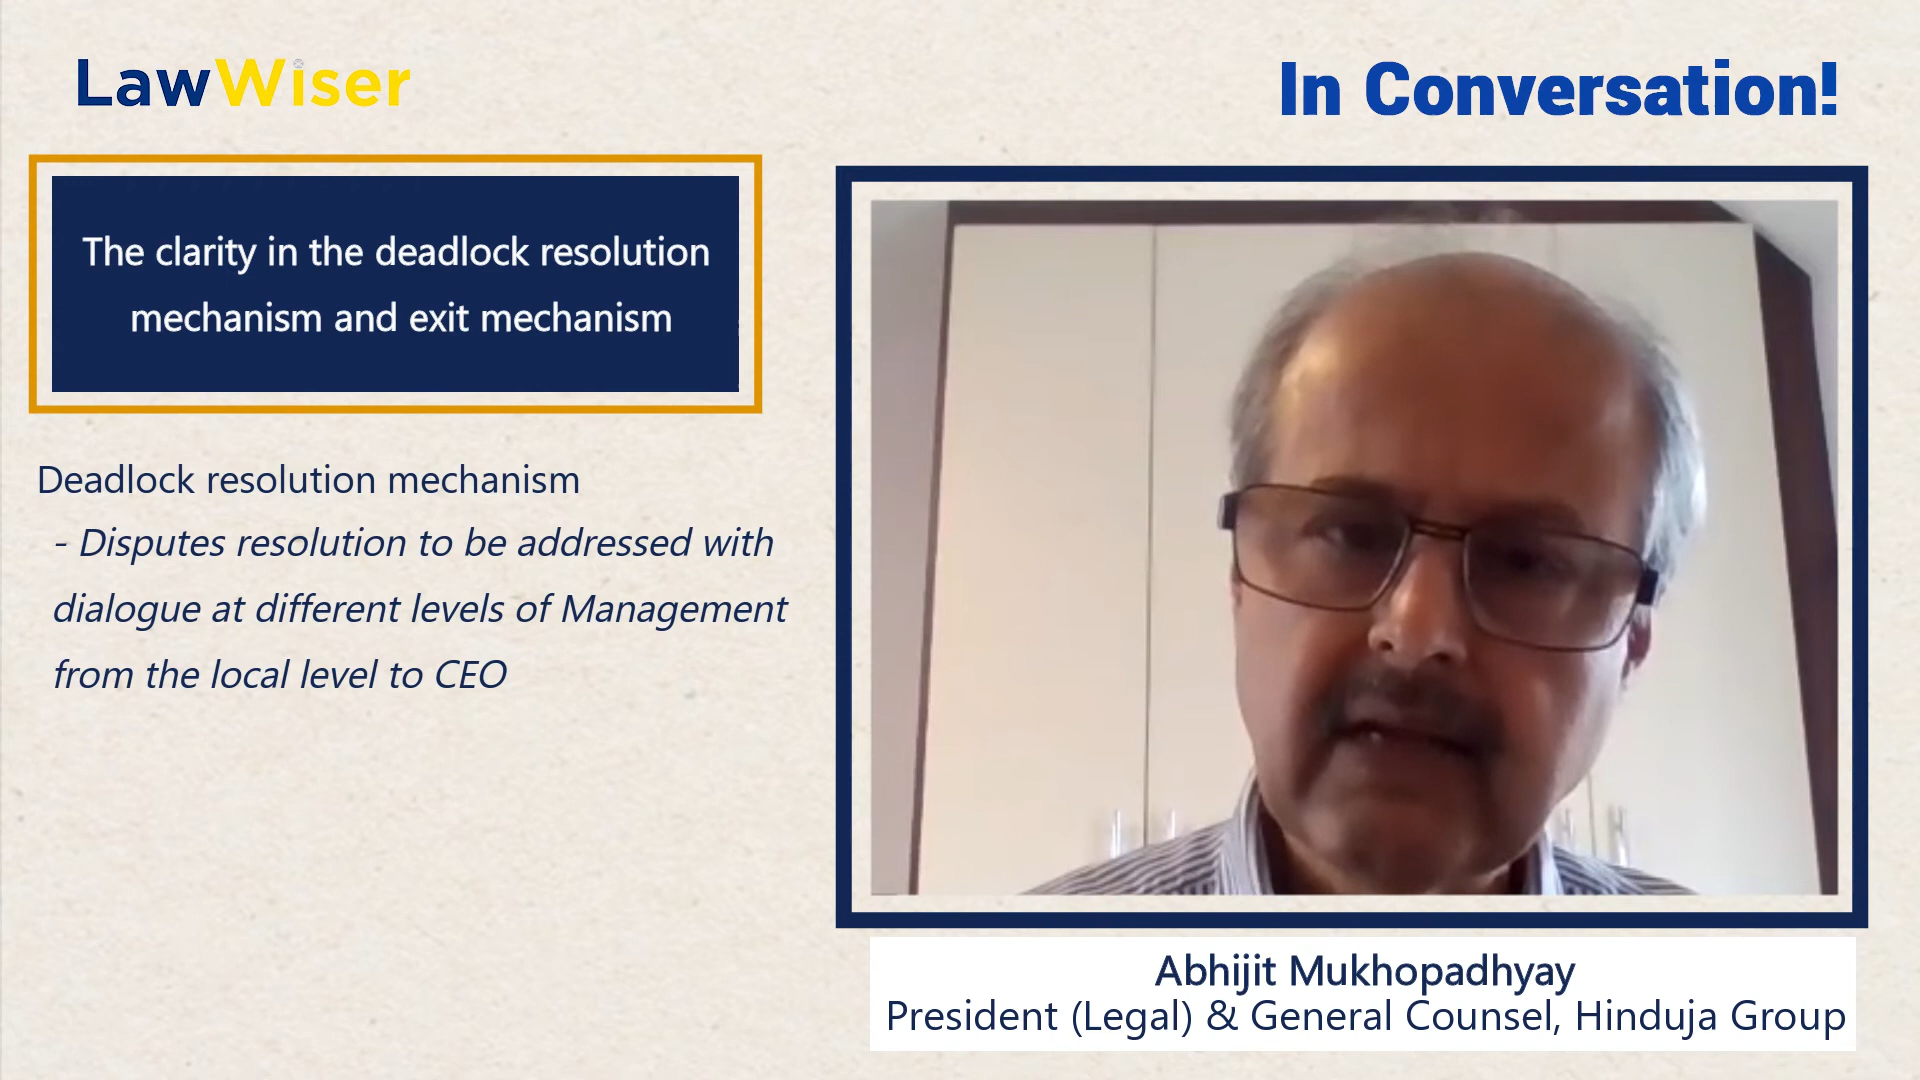 LawWiser
In Conversation!
The clarity in the deadlock resolution
mechanism and exit mechanism
Deadlock resolution mechanism
- Disputes resolution to be addressed with
dialogue at different levels of Management
from the local level to CEO
Abhijit Mukhopadhyay
President (Legal) & General Counsel, Hinduja Group